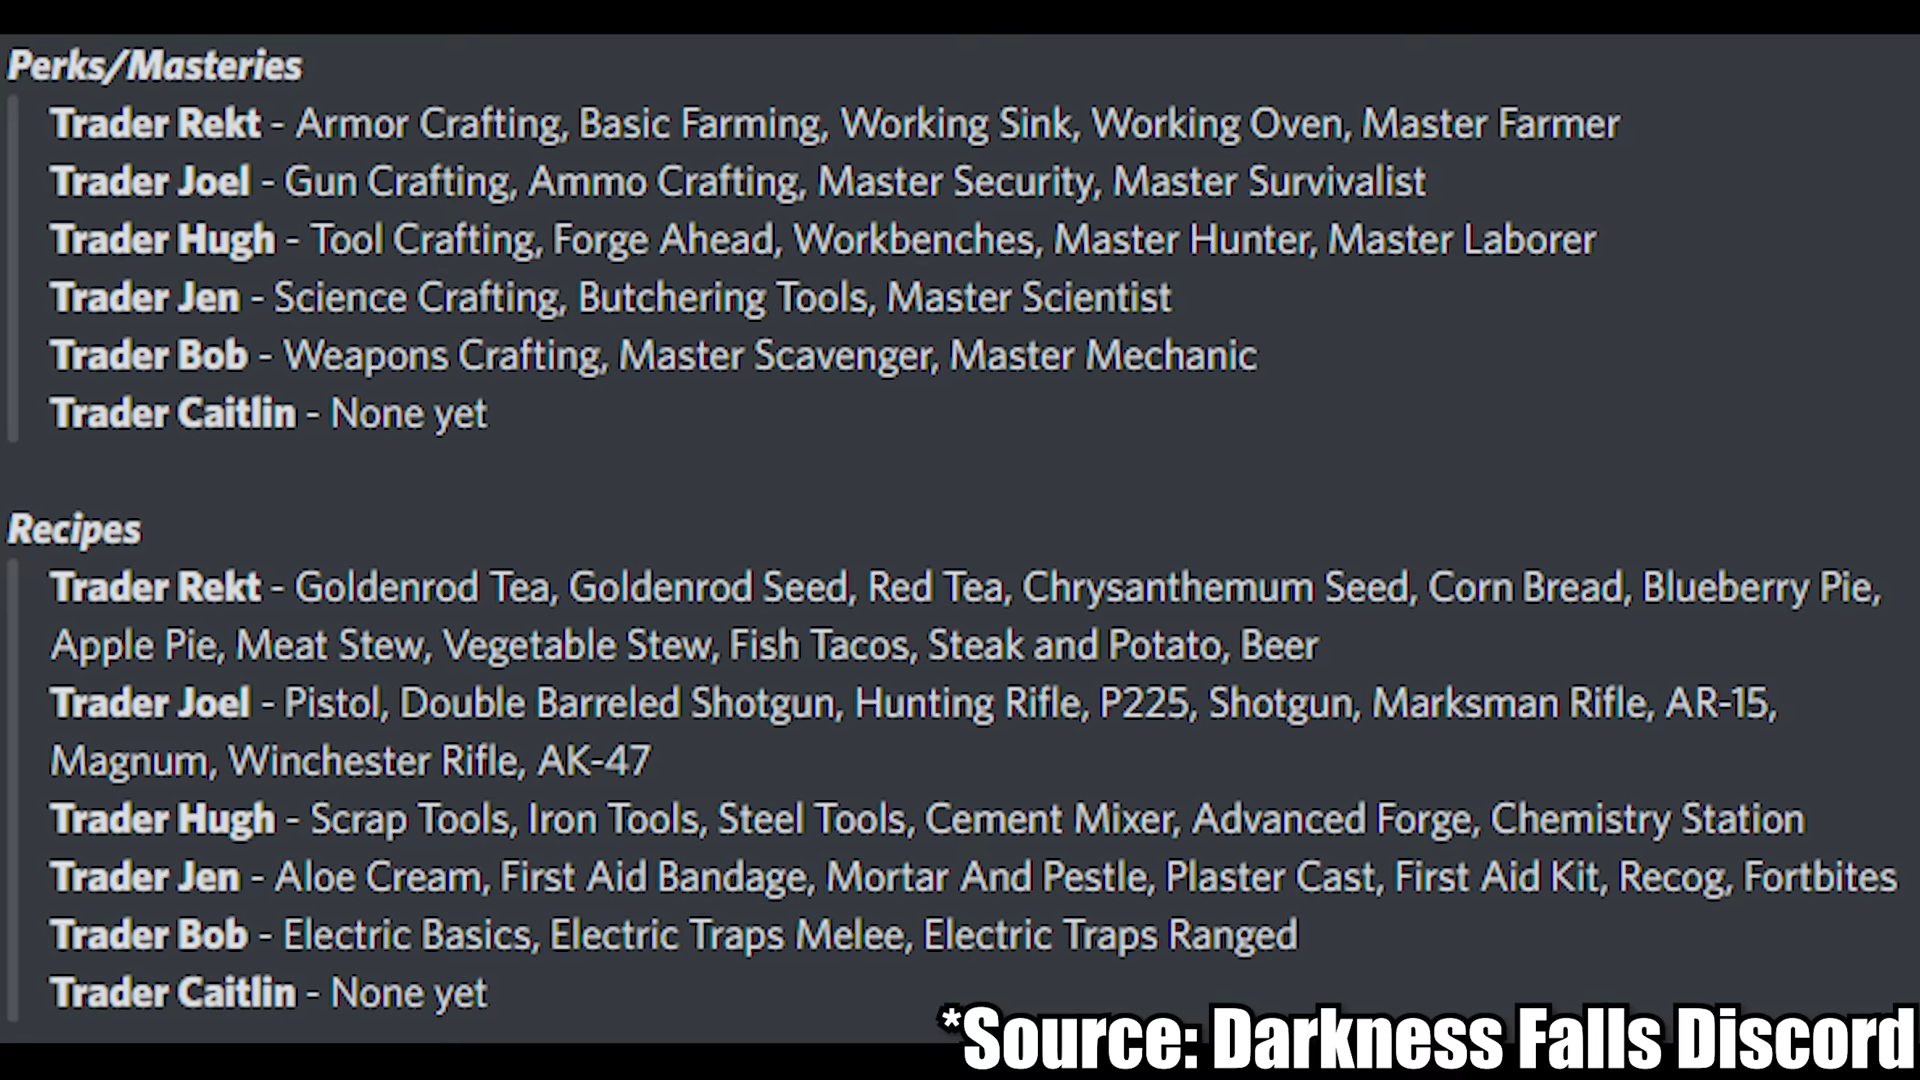 Perks/Masteries
Trader Rekt - Armor Crafting, Basic Farming, Working Sink, Working Oven, Master Farmer
Trader Joel - Gun Crafting, Ammo Crafting, Master Security, Master Survivalist
Trader Hugh - Tool Crafting, Forge Ahead, Workbenches, Master Hunter, Master Laborer
Trader Jen - Science Crafting, Butchering Tools, Master Scientist
Trader Bob - Weapons Crafting, Master Scavenger, Master Mechanic
Trader Caitlin - None yet
Recipes
Trader Rekt - Goldenrod Tea, Goldenrod Seed, Red Tea, Chrysanthemum Seed, Corn Bread, Blueberry Pie,
Apple Pie, Meat Stew, Vegetable Stew, Fish Tacos, Steak and Potato, Beer
Trader Joel - Pistol, Double Barreled Shotgun, Hunting Rifle, P225, Shotgun, Marksman Rifle, AR-15,
Magnum, Winchester Rifle, AK-47
Trader Hugh - Scrap Tools, Iron Tools, Steel Tools, Cement Mixer, Advanced Forge, Chemistry Station
Trader Jen - Aloe Cream, First Aid Bandage, Mortar And Pestle, Plaster Cast, First Aid Kit, Recog, Fortbites
Trader Bob - Electric Basics, Electric Traps Melee, Electric Traps Ranged
Trader Caitlin - None yet
*Source: Darkness Falls Discord